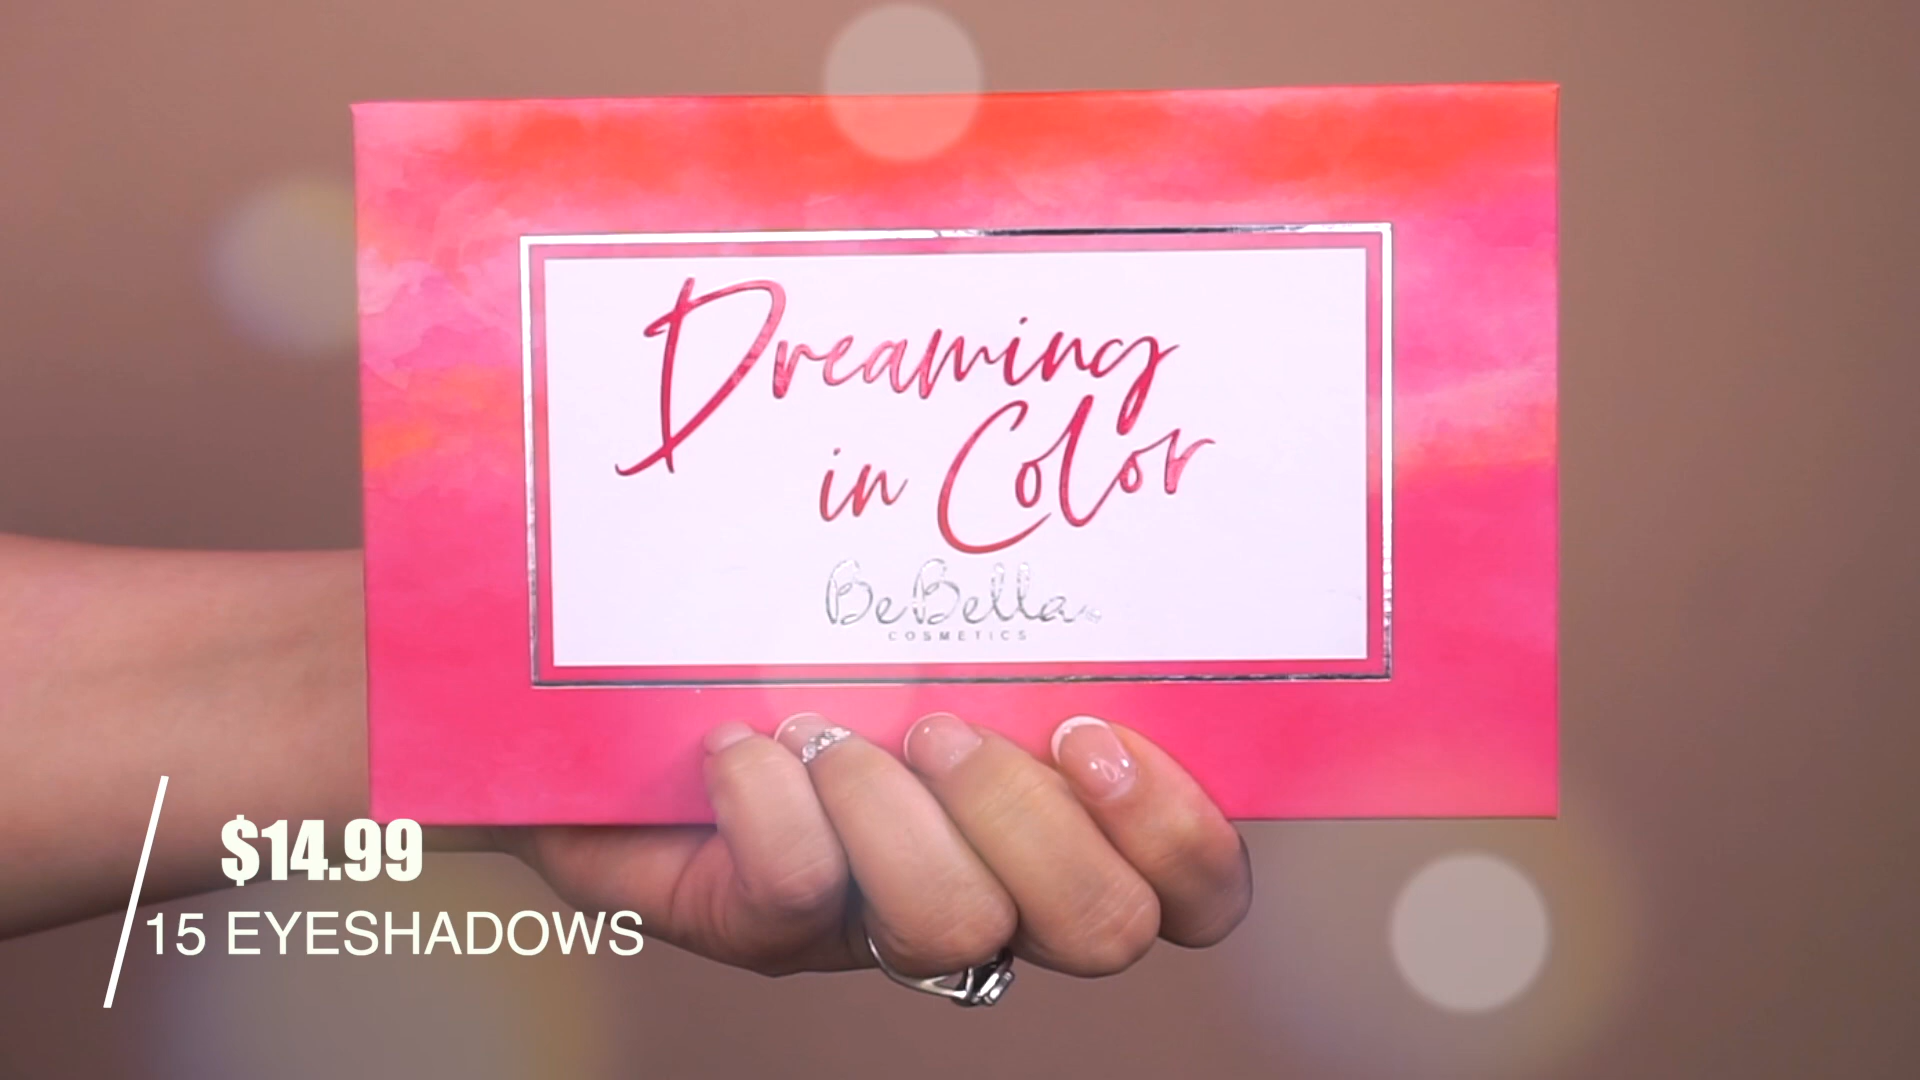 Dreaming
in Color
BeBella
COSMETICS
$14.99
15 EYESHADOWS